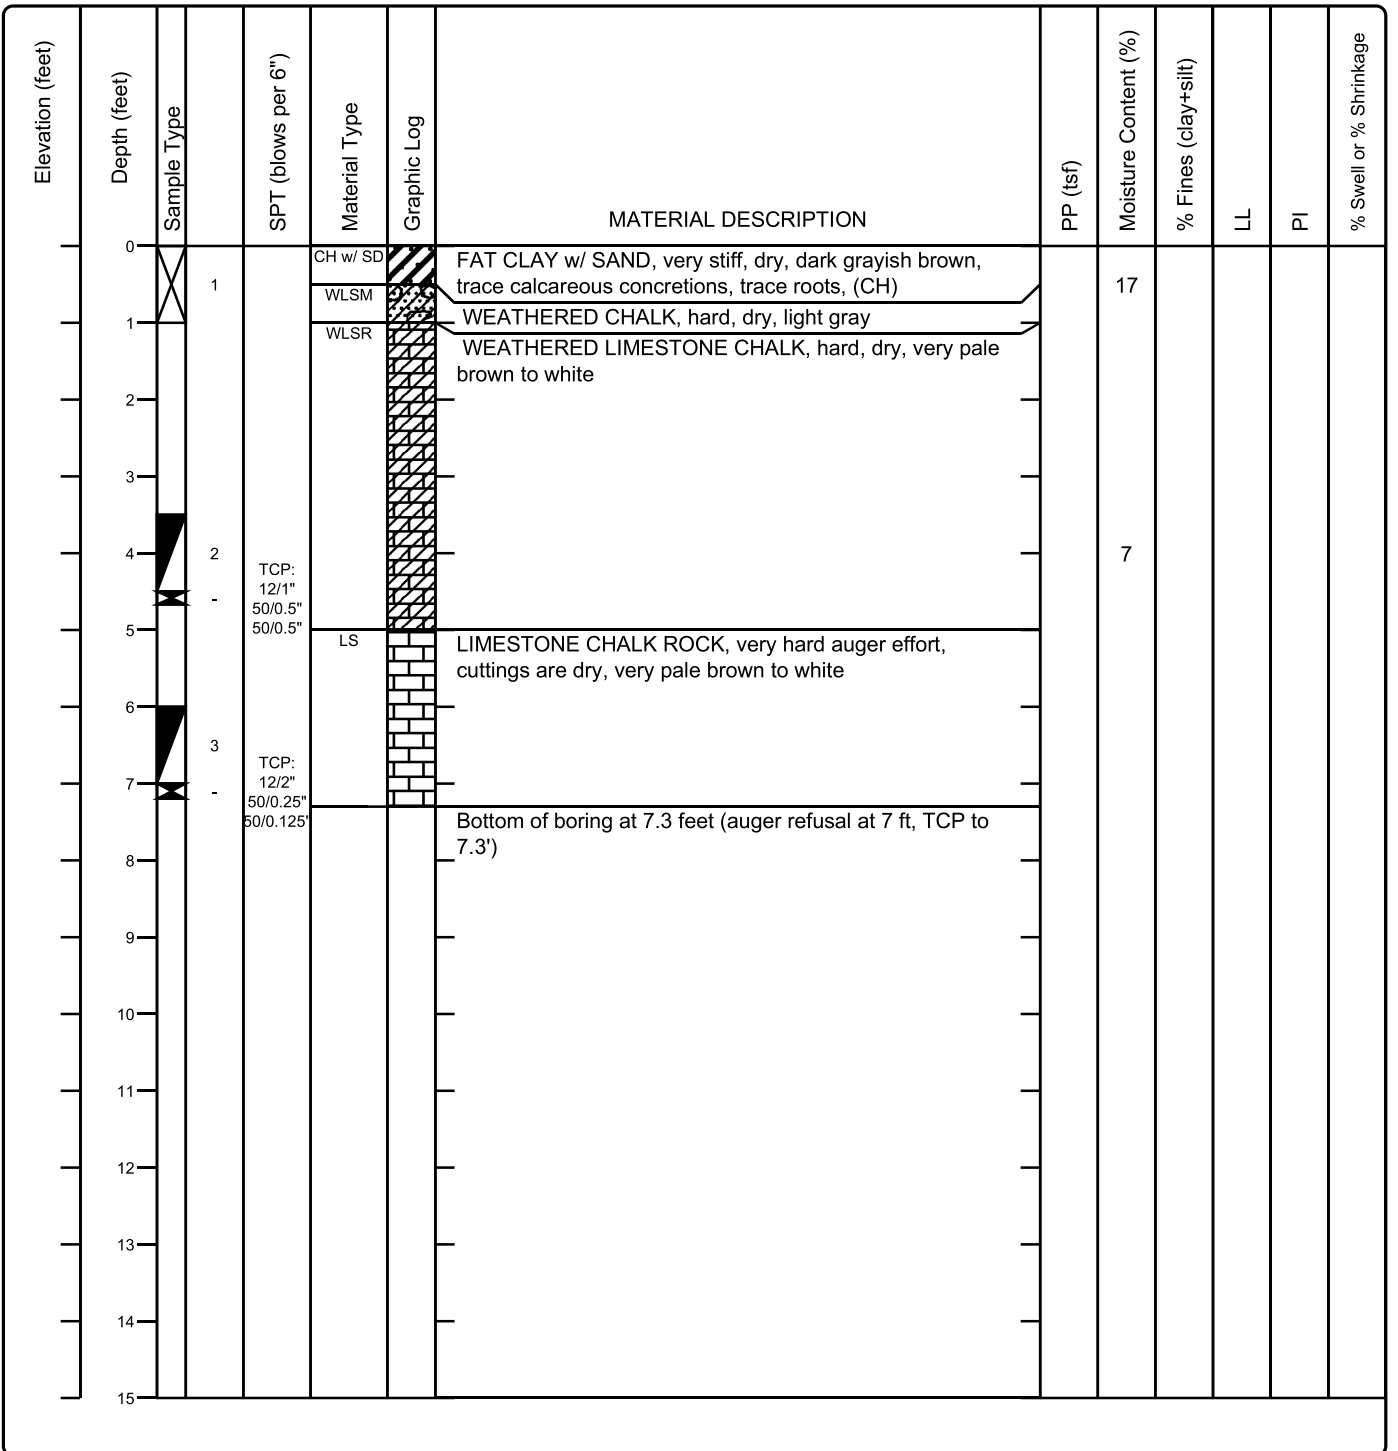 Elevation (feet)
Depth (feet)
Sample Type
SPT (blows per 6")
Material Type
Graphic Log
MATERIAL DESCRIPTION
PP (tsf)
Moisture Content (%)
% Fines (clay+silt)
LL
PI
% Swell or % Shrinkage
0
CH w/ SD
FAT CLAY w/ SAND, very stiff, dry, dark grayish brown,
trace calcareous concretions, trace roots, (CH)
1
17
WLSM
WEATHERED CHALK, hard, dry, light gray
1
WLSR
WEATHERED LIMESTONE CHALK, hard, dry, very pale
brown to white
2
3
4
2
7
TCP:
12/1"
-
50/0.5"
50/0.5"
5
LS
LIMESTONE CHALK ROCK, very hard auger effort,
cuttings are dry, very pale brown to white
6
3
TCP:
7
12/2"
-
50/0.25"
50/0.125"
Bottom of boring at 7.3 feet (auger refusal at 7 ft, TCP to
7.3')
8
9
10
11
12
13
14
15